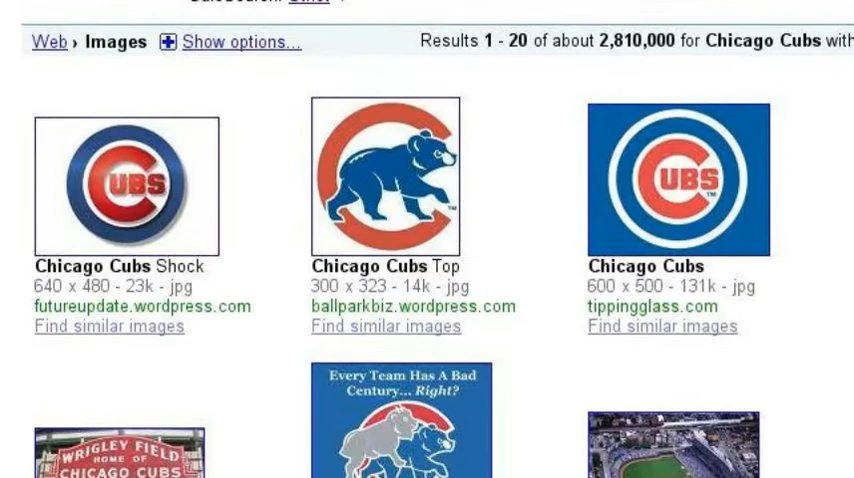 Web › Images Show options...
Results 1 - 20 of about 2,810,000 for Chicago Cubs with
CUBS
TM
CUBS
TM
Chicago Cubs Shock
640 x 480 - 23k - jpg
futureupdate.wordpress.com
Find similar images
Chicago Cubs Top
300 x 323 - 14k - jpg
ballparkbiz.wordpress.com
Find similar images
Chicago Cubs
600 x 500 - 131k - jpg
tippingglass.com
Find similar images
Every Team Has A Bad
Century... Right?
WRIGLEY FIELD
HOME OF
CHICAGO CUBS